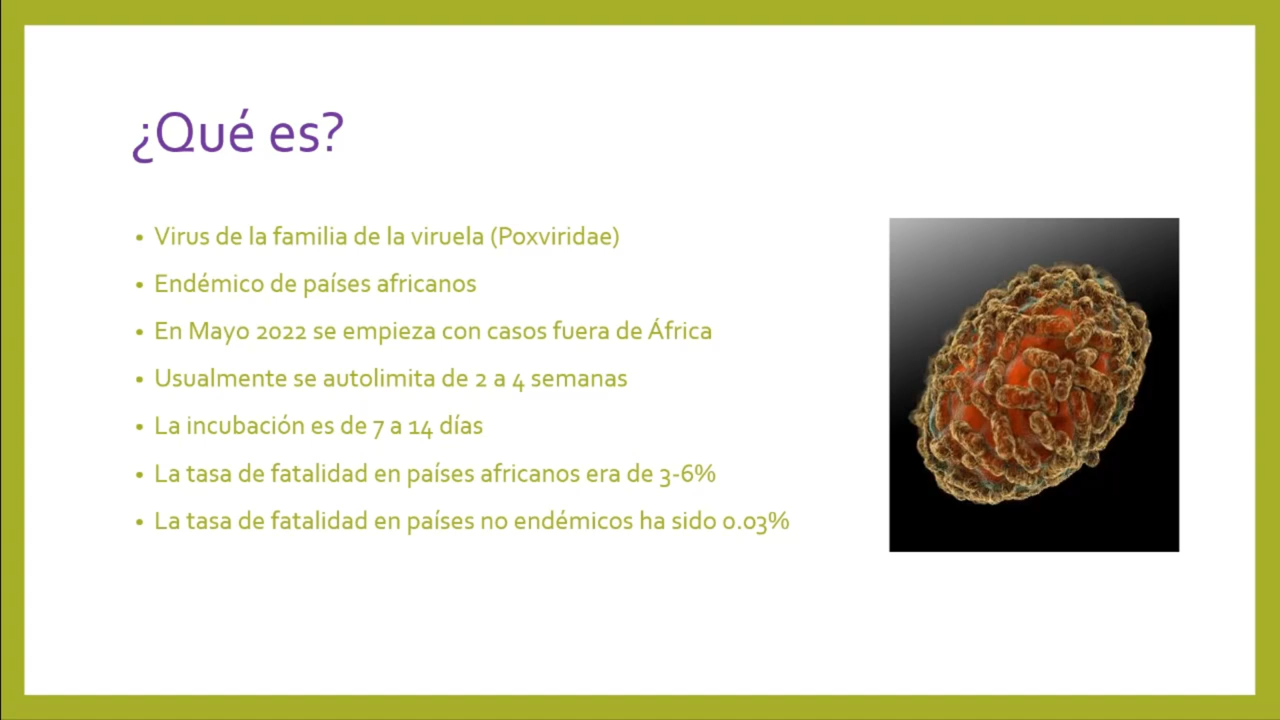 ¿Qué es?
• Virus de la familia de la viruela (Poxviridae)
• Endémico de países africanos
• En Mayo 2022 se empieza con casos fuera de África
• Usualmente se autolimita de 2 a 4 semanas
• La incubación es de 7 a 14 días
• La tasa de fatalidad en países africanos era de 3-6%
• La tasa de fatalidad en países no endémicos ha sido 0.03%